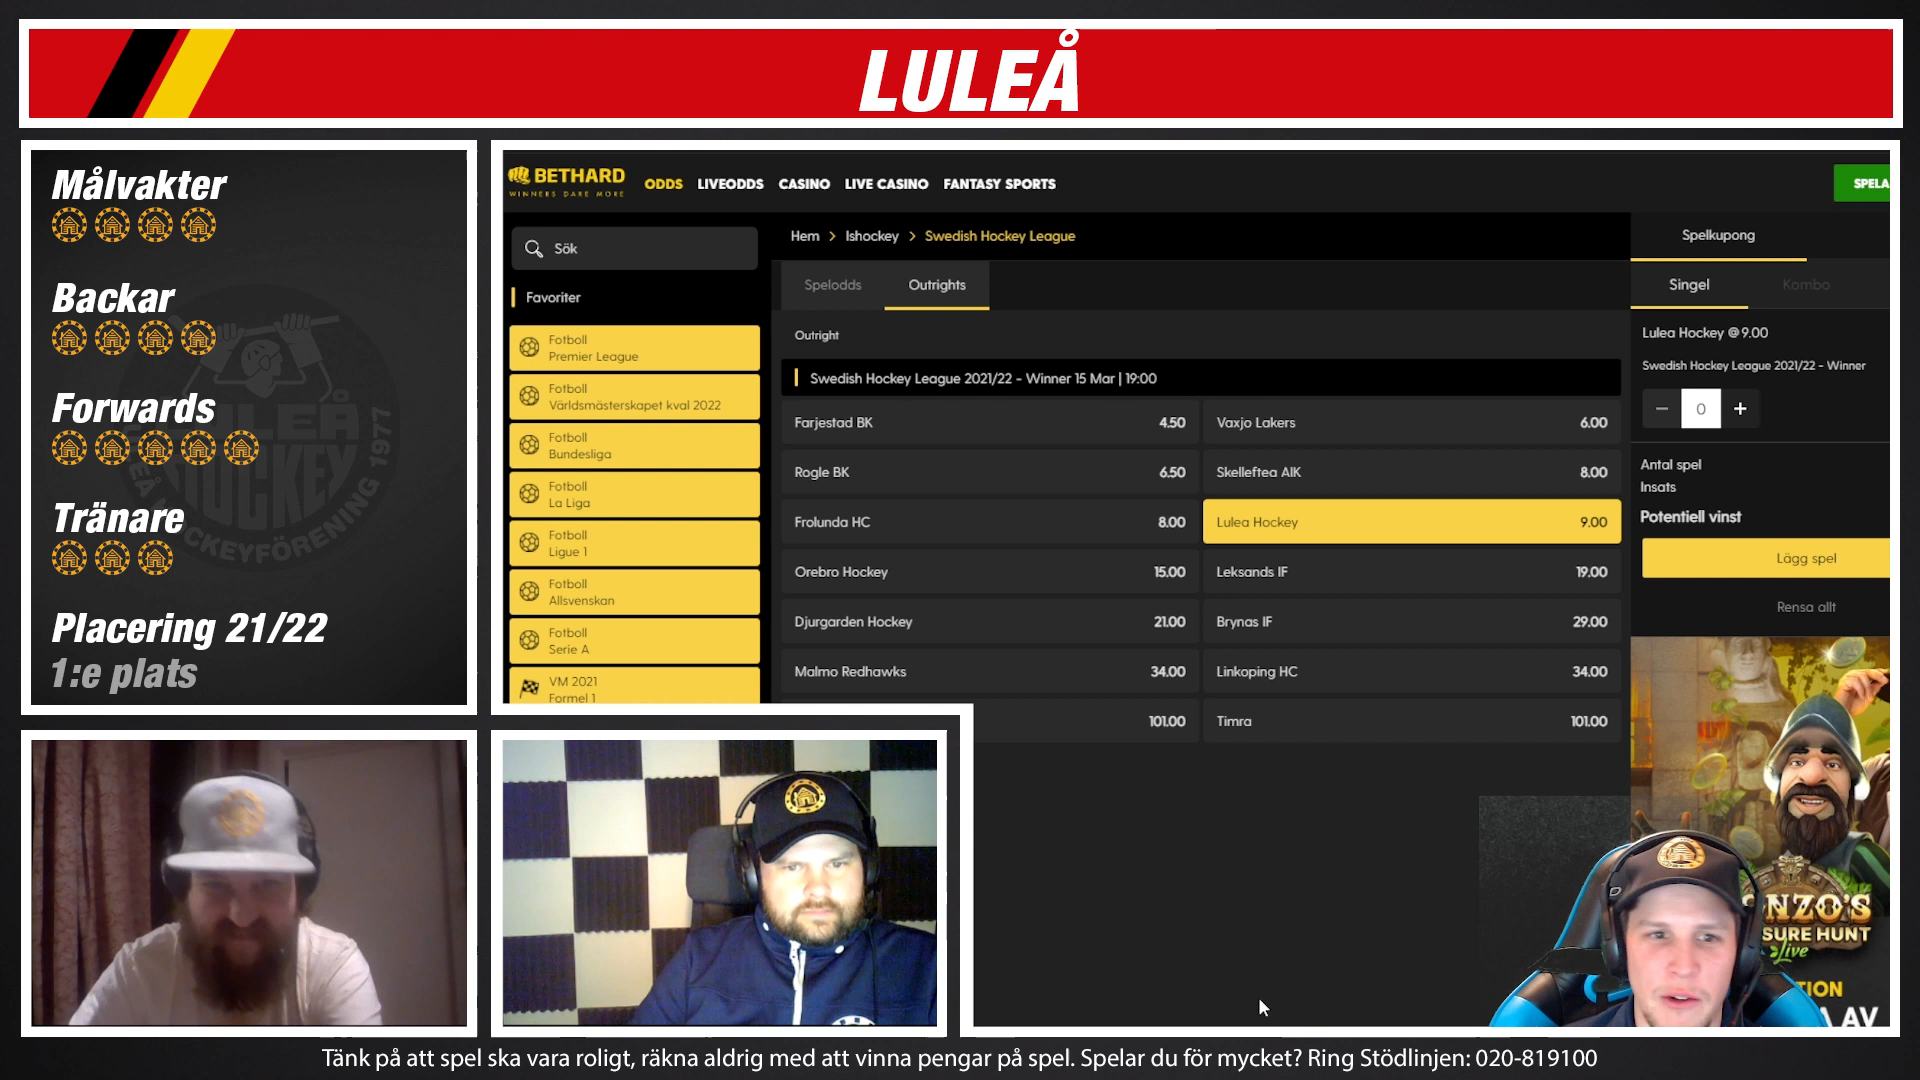 LULEÅ
Målvakter
Backar
Forwards
Tränare
Placering 21/22
1:e plats
LULEÅ
HOCKEY
LULEÅ HOCKEYFÖRENING 1977
BETHARD
WINNERS DARE MORE
ODDS
LIVEODDS
CASINO
LIVE CASINO
FANTASY SPORTS
SPELA
Sök
Favoriter
Fotboll
Premier League
Fotboll
Världsmästerskapet kval 2022
Fotboll
Bundesliga
Fotboll
La Liga
Fotboll
Ligue 1
Fotboll
Allsvenskan
Fotboll
Serie A
VM 2021
Formel 1
Hem > Ishockey > Swedish Hockey League
Spelodds
Outrights
Outright
Swedish Hockey League 2021/22 - Winner 15 Mar | 19:00
Farjestad BK 4.50
Vaxjo Lakers 6.00
Rogle BK 6.50
Skelleftea AIK 8.00
Frolunda HC 8.00
Lulea Hockey 9.00
Orebro Hockey 15.00
Leksands IF 19.00
Djurgarden Hockey 21.00
Brynas IF 29.00
Malmo Redhawks 34.00
Linkoping HC 34.00
101.00
Timra 101.00
Spelkupong
Singel
Kombo
Lulea Hockey @ 9.00
Swedish Hockey League 2021/22 - Winner
− 0 +
Antal spel
Insats
Potentiell vinst
Lägg spel
Rensa allt
NZO'S
SURE HUNT
Live
TION
AV
Tänk på att spel ska vara roligt, räkna aldrig med att vinna pengar på spel. Spelar du för mycket? Ring Stödlinjen: 020-819100